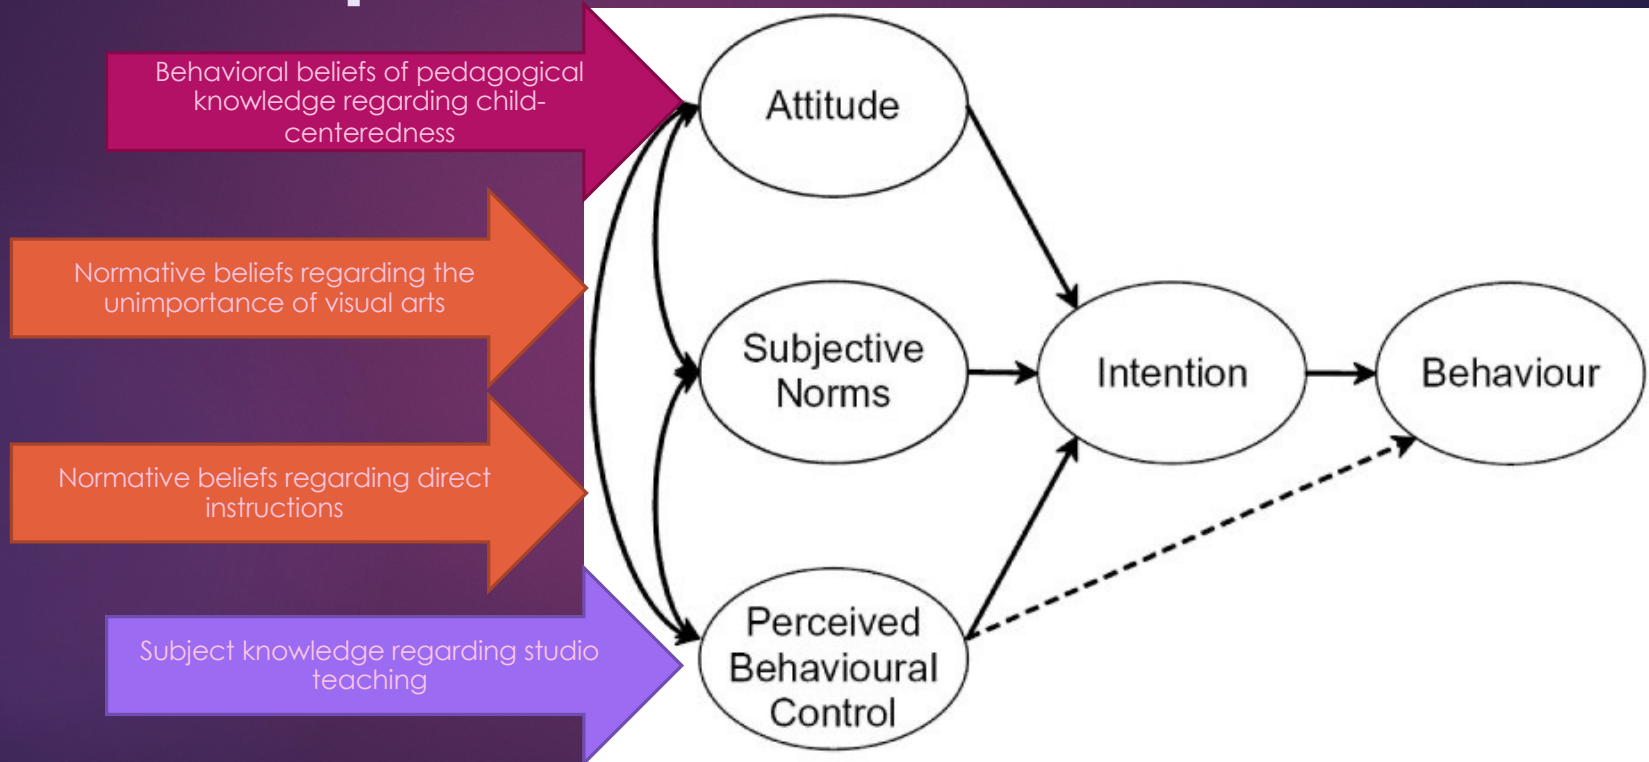 Behavioral beliefs of pedagogical
knowledge regarding child-
centeredness
Attitude
Normative beliefs regarding the
unimportance of visual arts
Subjective
Norms
Intention
Behaviour
Normative beliefs regarding direct
instructions
Subject knowledge regarding studio
teaching
Perceived
Behavioural
Control